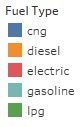 Fuel Type
cng
diesel
electric
gasoline
lpg